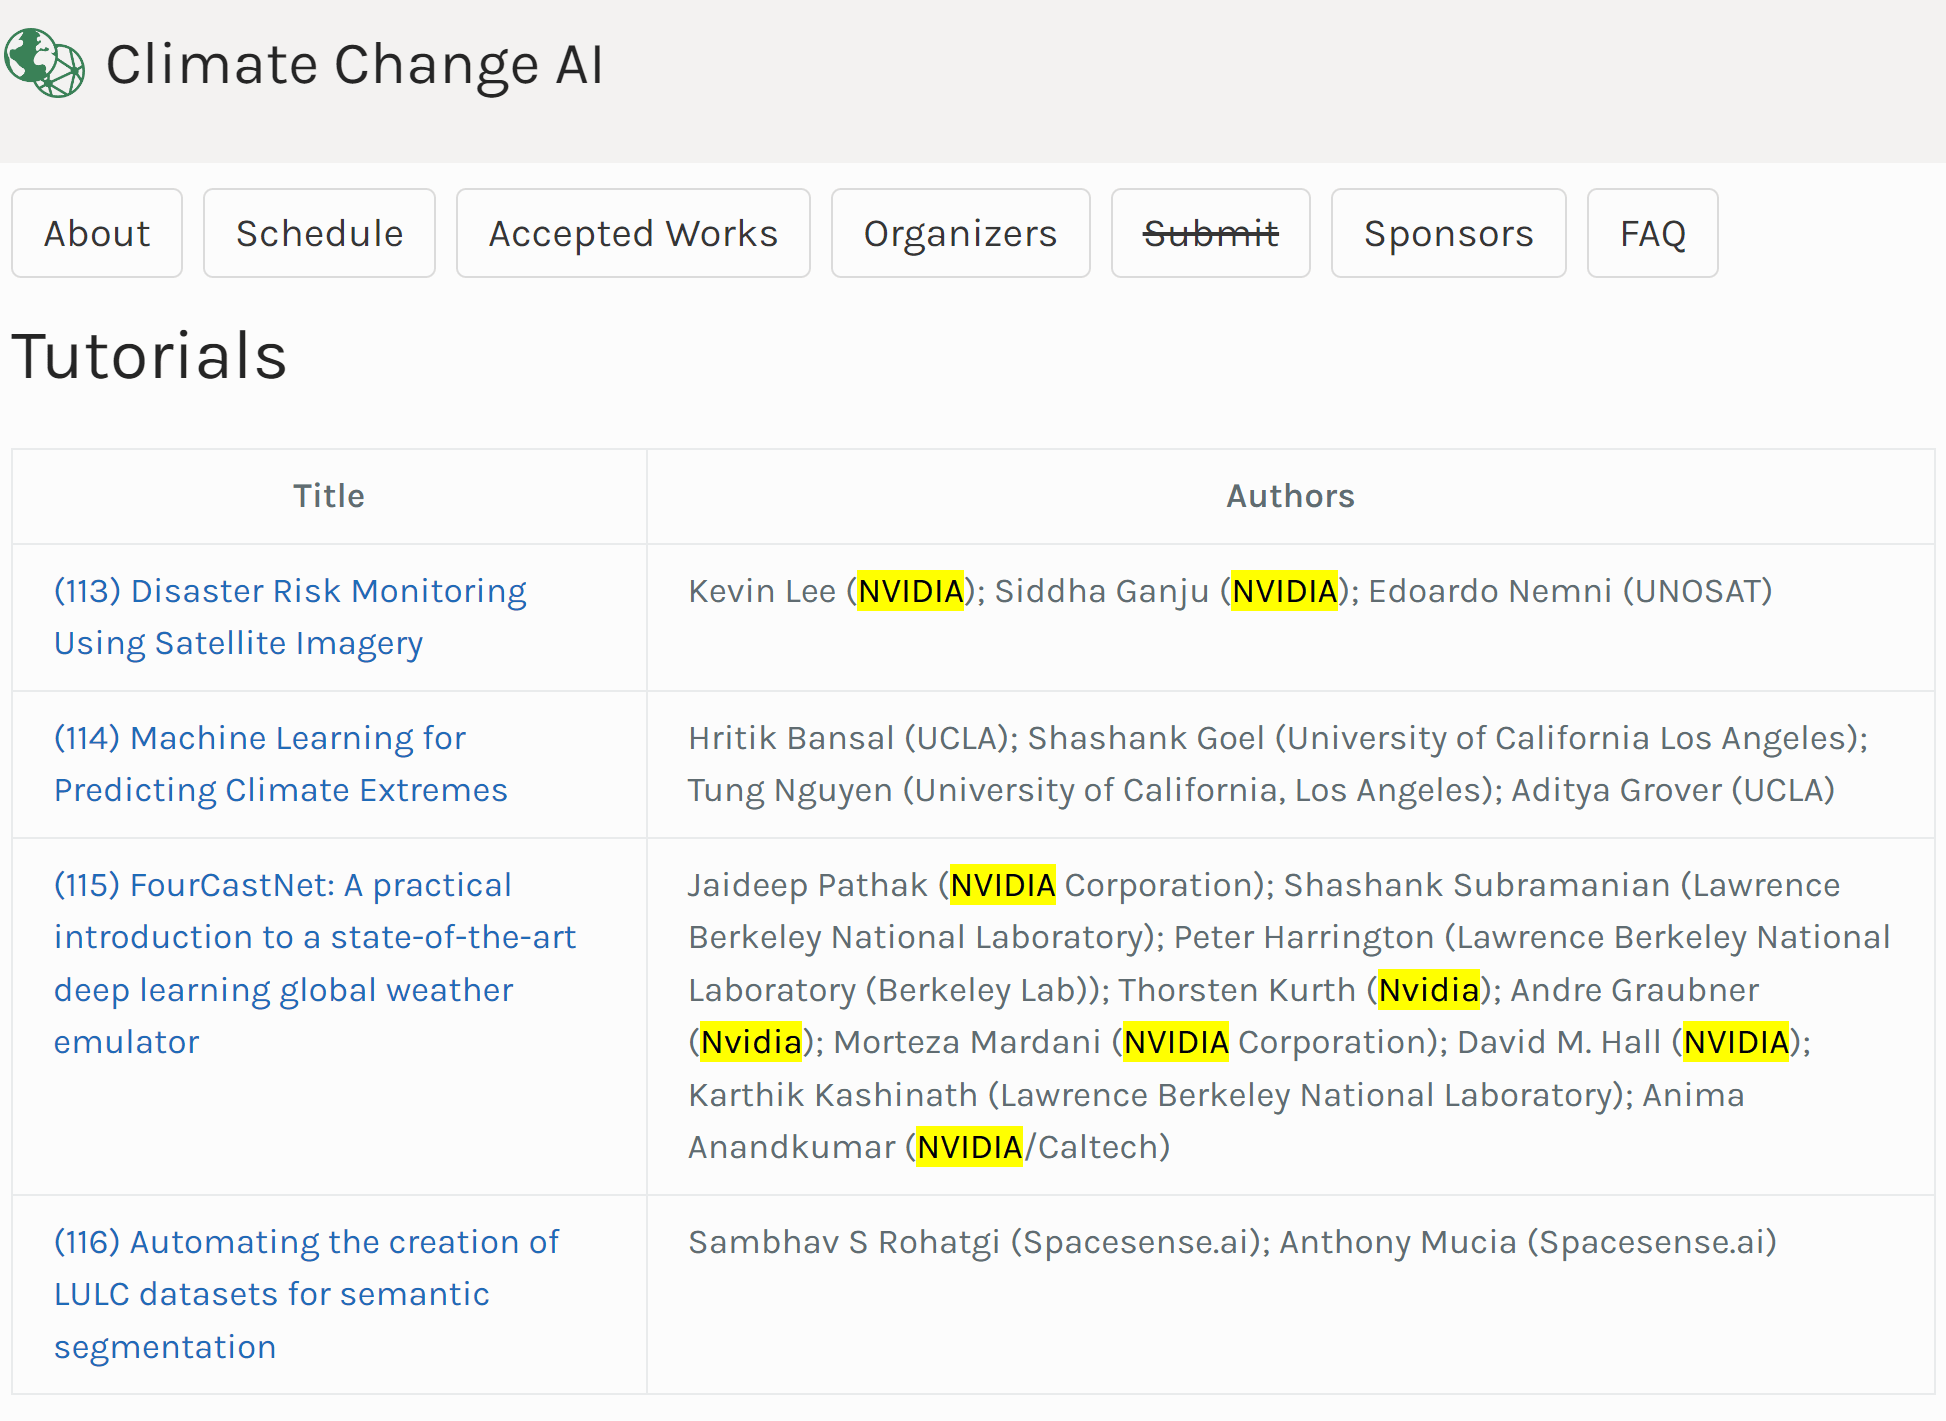 Climate Change AI
About Schedule Accepted Works Organizers Submit Sponsors FAQ
Tutorials
Title Authors
(113) Disaster Risk Monitoring
Using Satellite Imagery
Kevin Lee (NVIDIA); Siddha Ganju (NVIDIA); Edoardo Nemni (UNOSAT)
(114) Machine Learning for
Predicting Climate Extremes
Hritik Bansal (UCLA); Shashank Goel (University of California Los Angeles);
Tung Nguyen (University of California, Los Angeles); Aditya Grover (UCLA)
(115) FourCastNet: A practical
introduction to a state-of-the-art
deep learning global weather
emulator
Jaideep Pathak (NVIDIA Corporation); Shashank Subramanian (Lawrence
Berkeley National Laboratory); Peter Harrington (Lawrence Berkeley National
Laboratory (Berkeley Lab)); Thorsten Kurth (Nvidia); Andre Graubner
(Nvidia); Morteza Mardani (NVIDIA Corporation); David M. Hall (NVIDIA);
Karthik Kashinath (Lawrence Berkeley National Laboratory); Anima
Anandkumar (NVIDIA/Caltech)
(116) Automating the creation of
LULC datasets for semantic
segmentation
Sambhav S Rohatgi (Spacesense.ai); Anthony Mucia (Spacesense.ai)